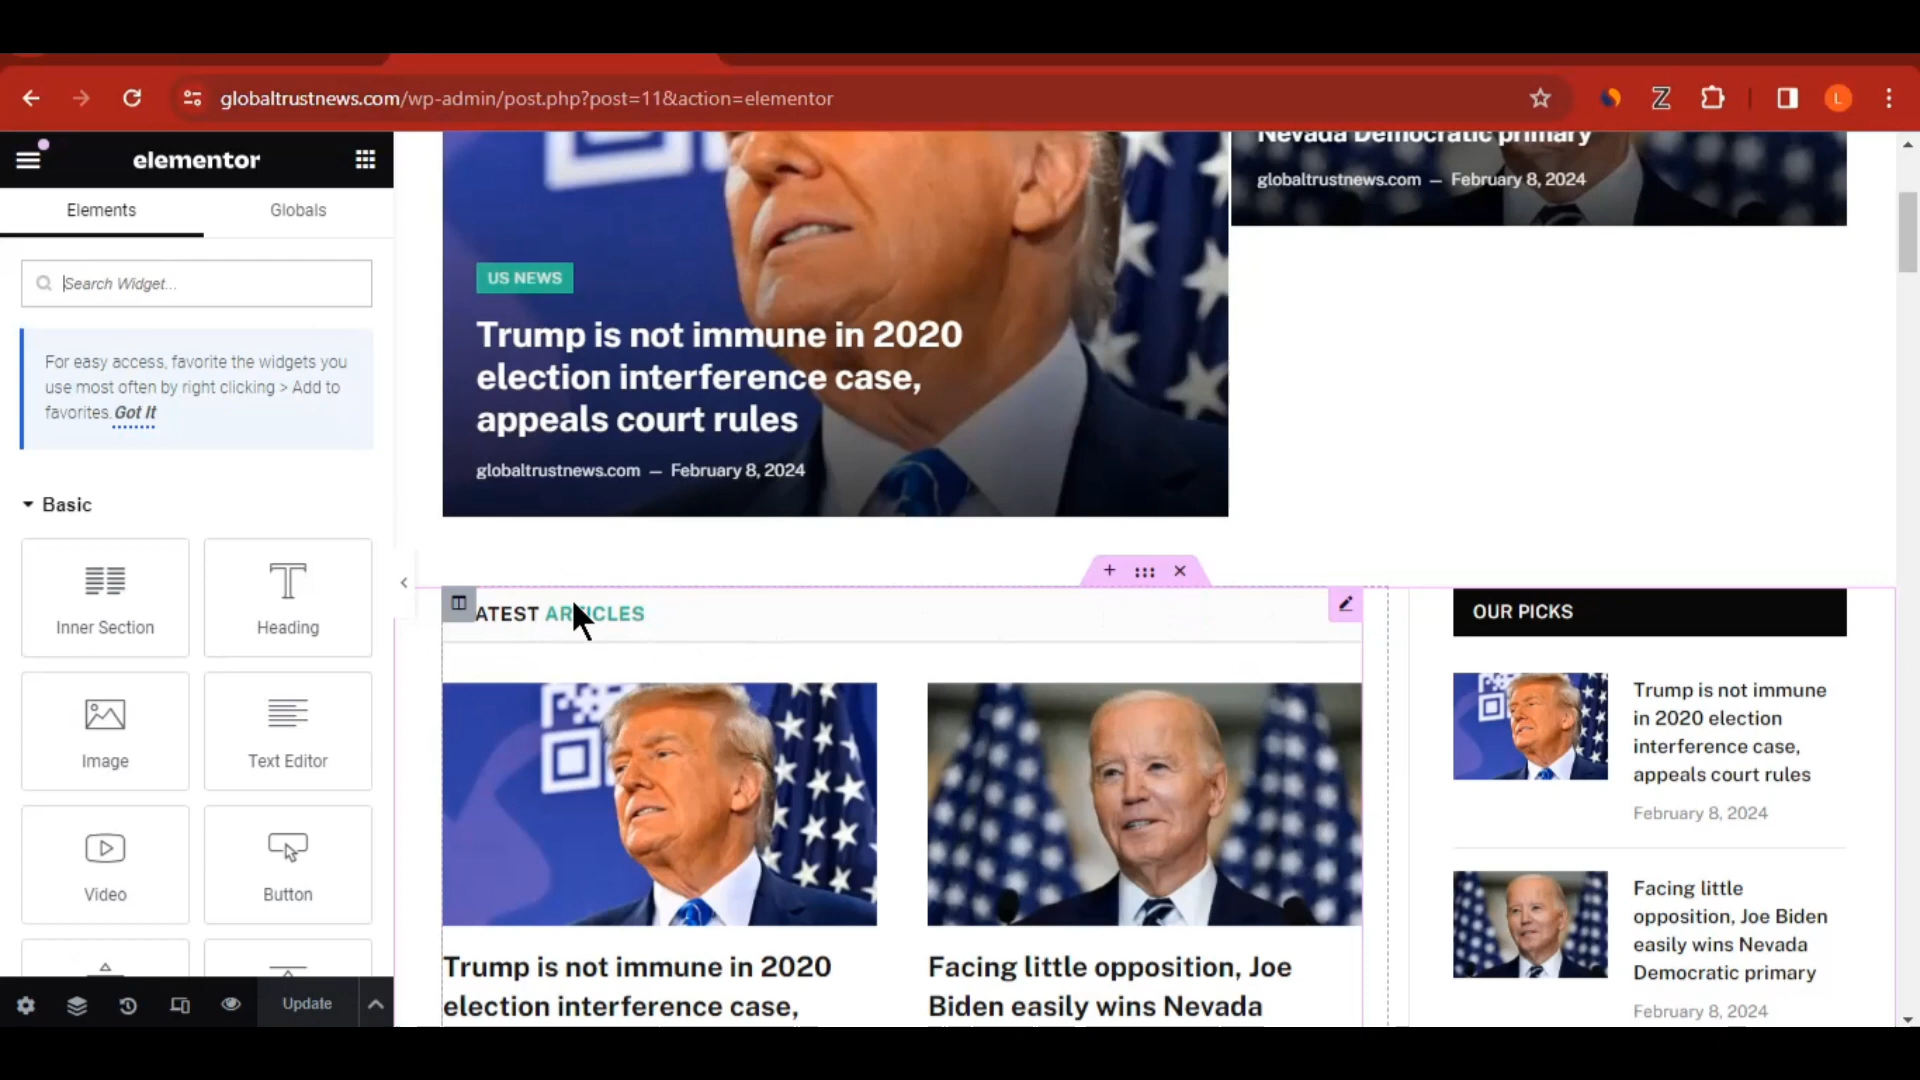 globaltrustnews.com/wp-admin/post.php?post=11&action=elementor
L
elementor
Elements
Globals
Search Widget...
For easy access, favorite the widgets you
use most often by right clicking > Add to
favorites. Got It
Basic
Inner Section
Heading
Image
Text Editor
Video
Button
Update
Nevada Democratic primary
globaltrustnews.com — February 8, 2024
US NEWS
Trump is not immune in 2020
election interference case,
appeals court rules
globaltrustnews.com — February 8, 2024
ATEST ARTICLES
Trump is not immune in 2020
election interference case,
Facing little opposition, Joe
Biden easily wins Nevada
OUR PICKS
Trump is not immune
in 2020 election
interference case,
appeals court rules
February 8, 2024
Facing little
opposition, Joe Biden
easily wins Nevada
Democratic primary
February 8, 2024